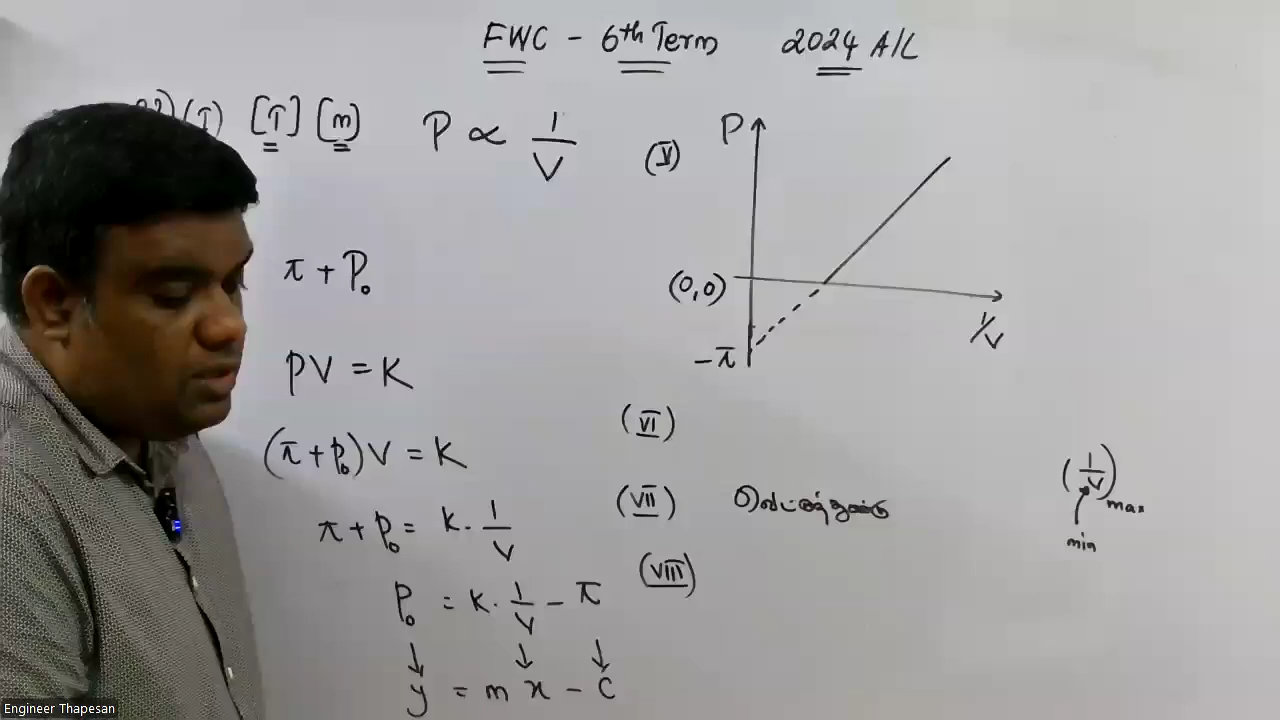 FWC - 6th Term 2024 A/L
(I) [T] [m] P ∝ 1/V
π + P₀
PV = K
(π + P₀)V = K
π + P₀ = K · 1/V
P₀ = K · 1/V - π
↓ ↓ ↓
y = m x - C
(V)
P
(0,0)
1/V
-π
(VI)
(VII)
(VIII)
(1/V) max
min
Engineer Thapesan